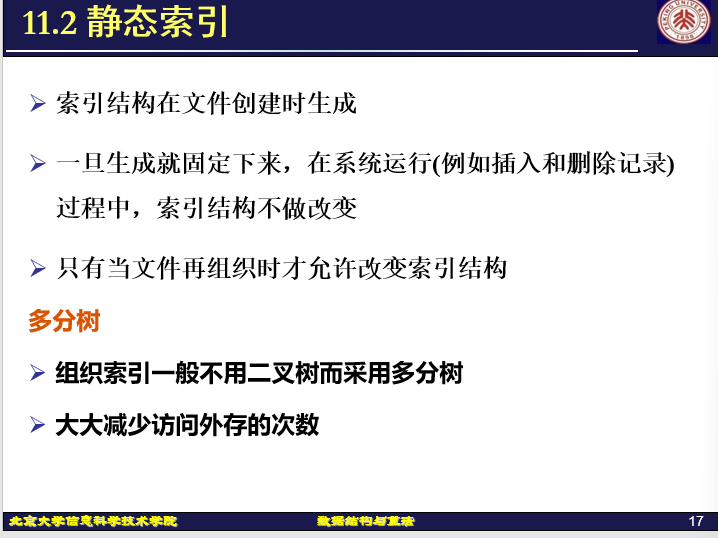 11.2 静态索引
索引结构在文件创建时生成
一旦生成就固定下来，在系统运行(例如插入和删除记录)
过程中，索引结构不做改变
只有当文件再组织时才允许改变索引结构
多分树
组织索引一般不用二叉树而采用多分树
大大减少访问外存的次数
北京大学信息科学技术学院
数据结构与算法
17
PEKING UNIVERSITY
1898